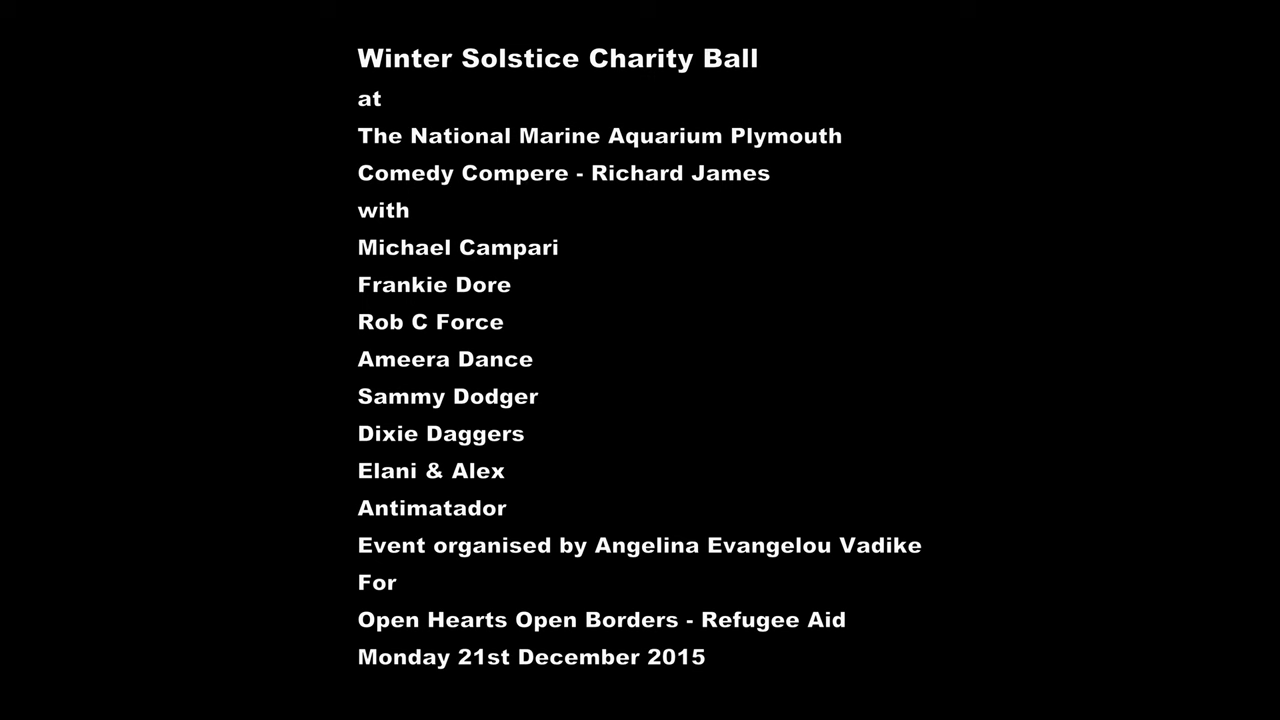 Winter Solstice Charity Ball
at
The National Marine Aquarium Plymouth
Comedy Compere - Richard James
with
Michael Campari
Frankie Dore
Rob C Force
Ameera Dance
Sammy Dodger
Dixie Daggers
Elani & Alex
Antimatador
Event organised by Angelina Evangelou Vadike
For
Open Hearts Open Borders - Refugee Aid
Monday 21st December 2015